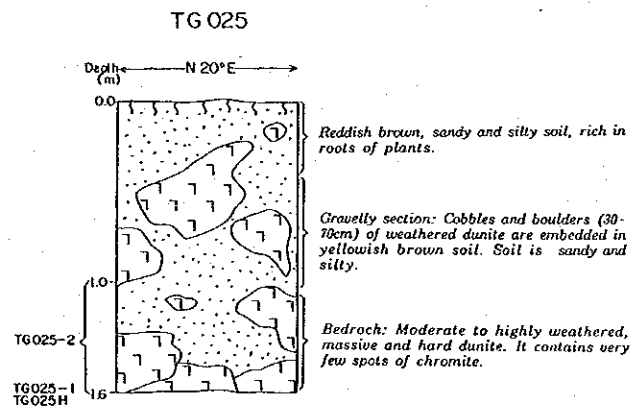 TG 025
Depth
(m)
N 20°E
0.0
Reddish brown, sandy and silty soil, rich in
roots of plants.
Gravelly section: Cobbles and boulders (30-
70cm) of weathered dunite are embedded in
yellowish brown soil. Soil is sandy and
silty.
1.0
TG025-2
Bedroch: Moderate to highly weathered,
massive and hard dunite. It contains very
few spots of chromite.
TG025-1
TG025H
1.6